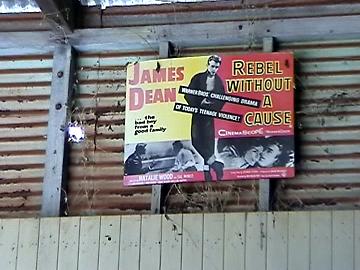 JAMES
DEAN
REBEL
WITHOUT
A
CAUSE
WARNER BROS. CHALLENGING DRAMA
OF TODAY'S TEENAGE VIOLENCE!
the
bad boy
from a
good family
CINEMASCOPE WARNERCOLOR
NATALIE WOOD